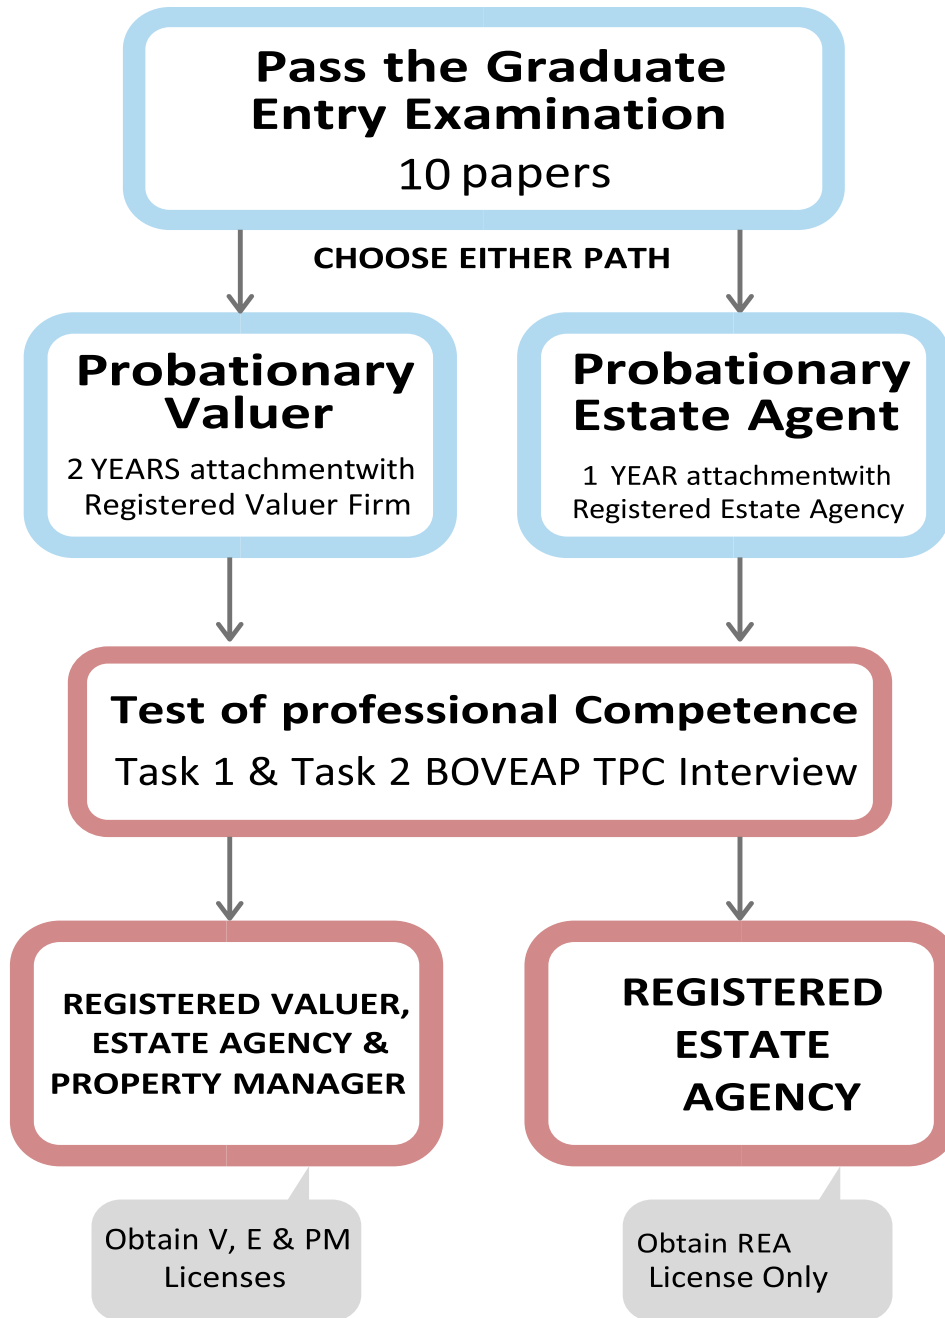 Pass the Graduate
Entry Examination
10 papers
CHOOSE EITHER PATH
Probationary
Valuer
2 YEARS attachmentwith
Registered Valuer Firm
Probationary
Estate Agent
1 YEAR attachmentwith
Registered Estate Agency
Test of professional Competence
Task 1 & Task 2 BOVEAP TPC Interview
REGISTERED VALUER,
ESTATE AGENCY &
PROPERTY MANAGER
REGISTERED
ESTATE
AGENCY
Obtain V, E & PM
Licenses
Obtain REA
License Only